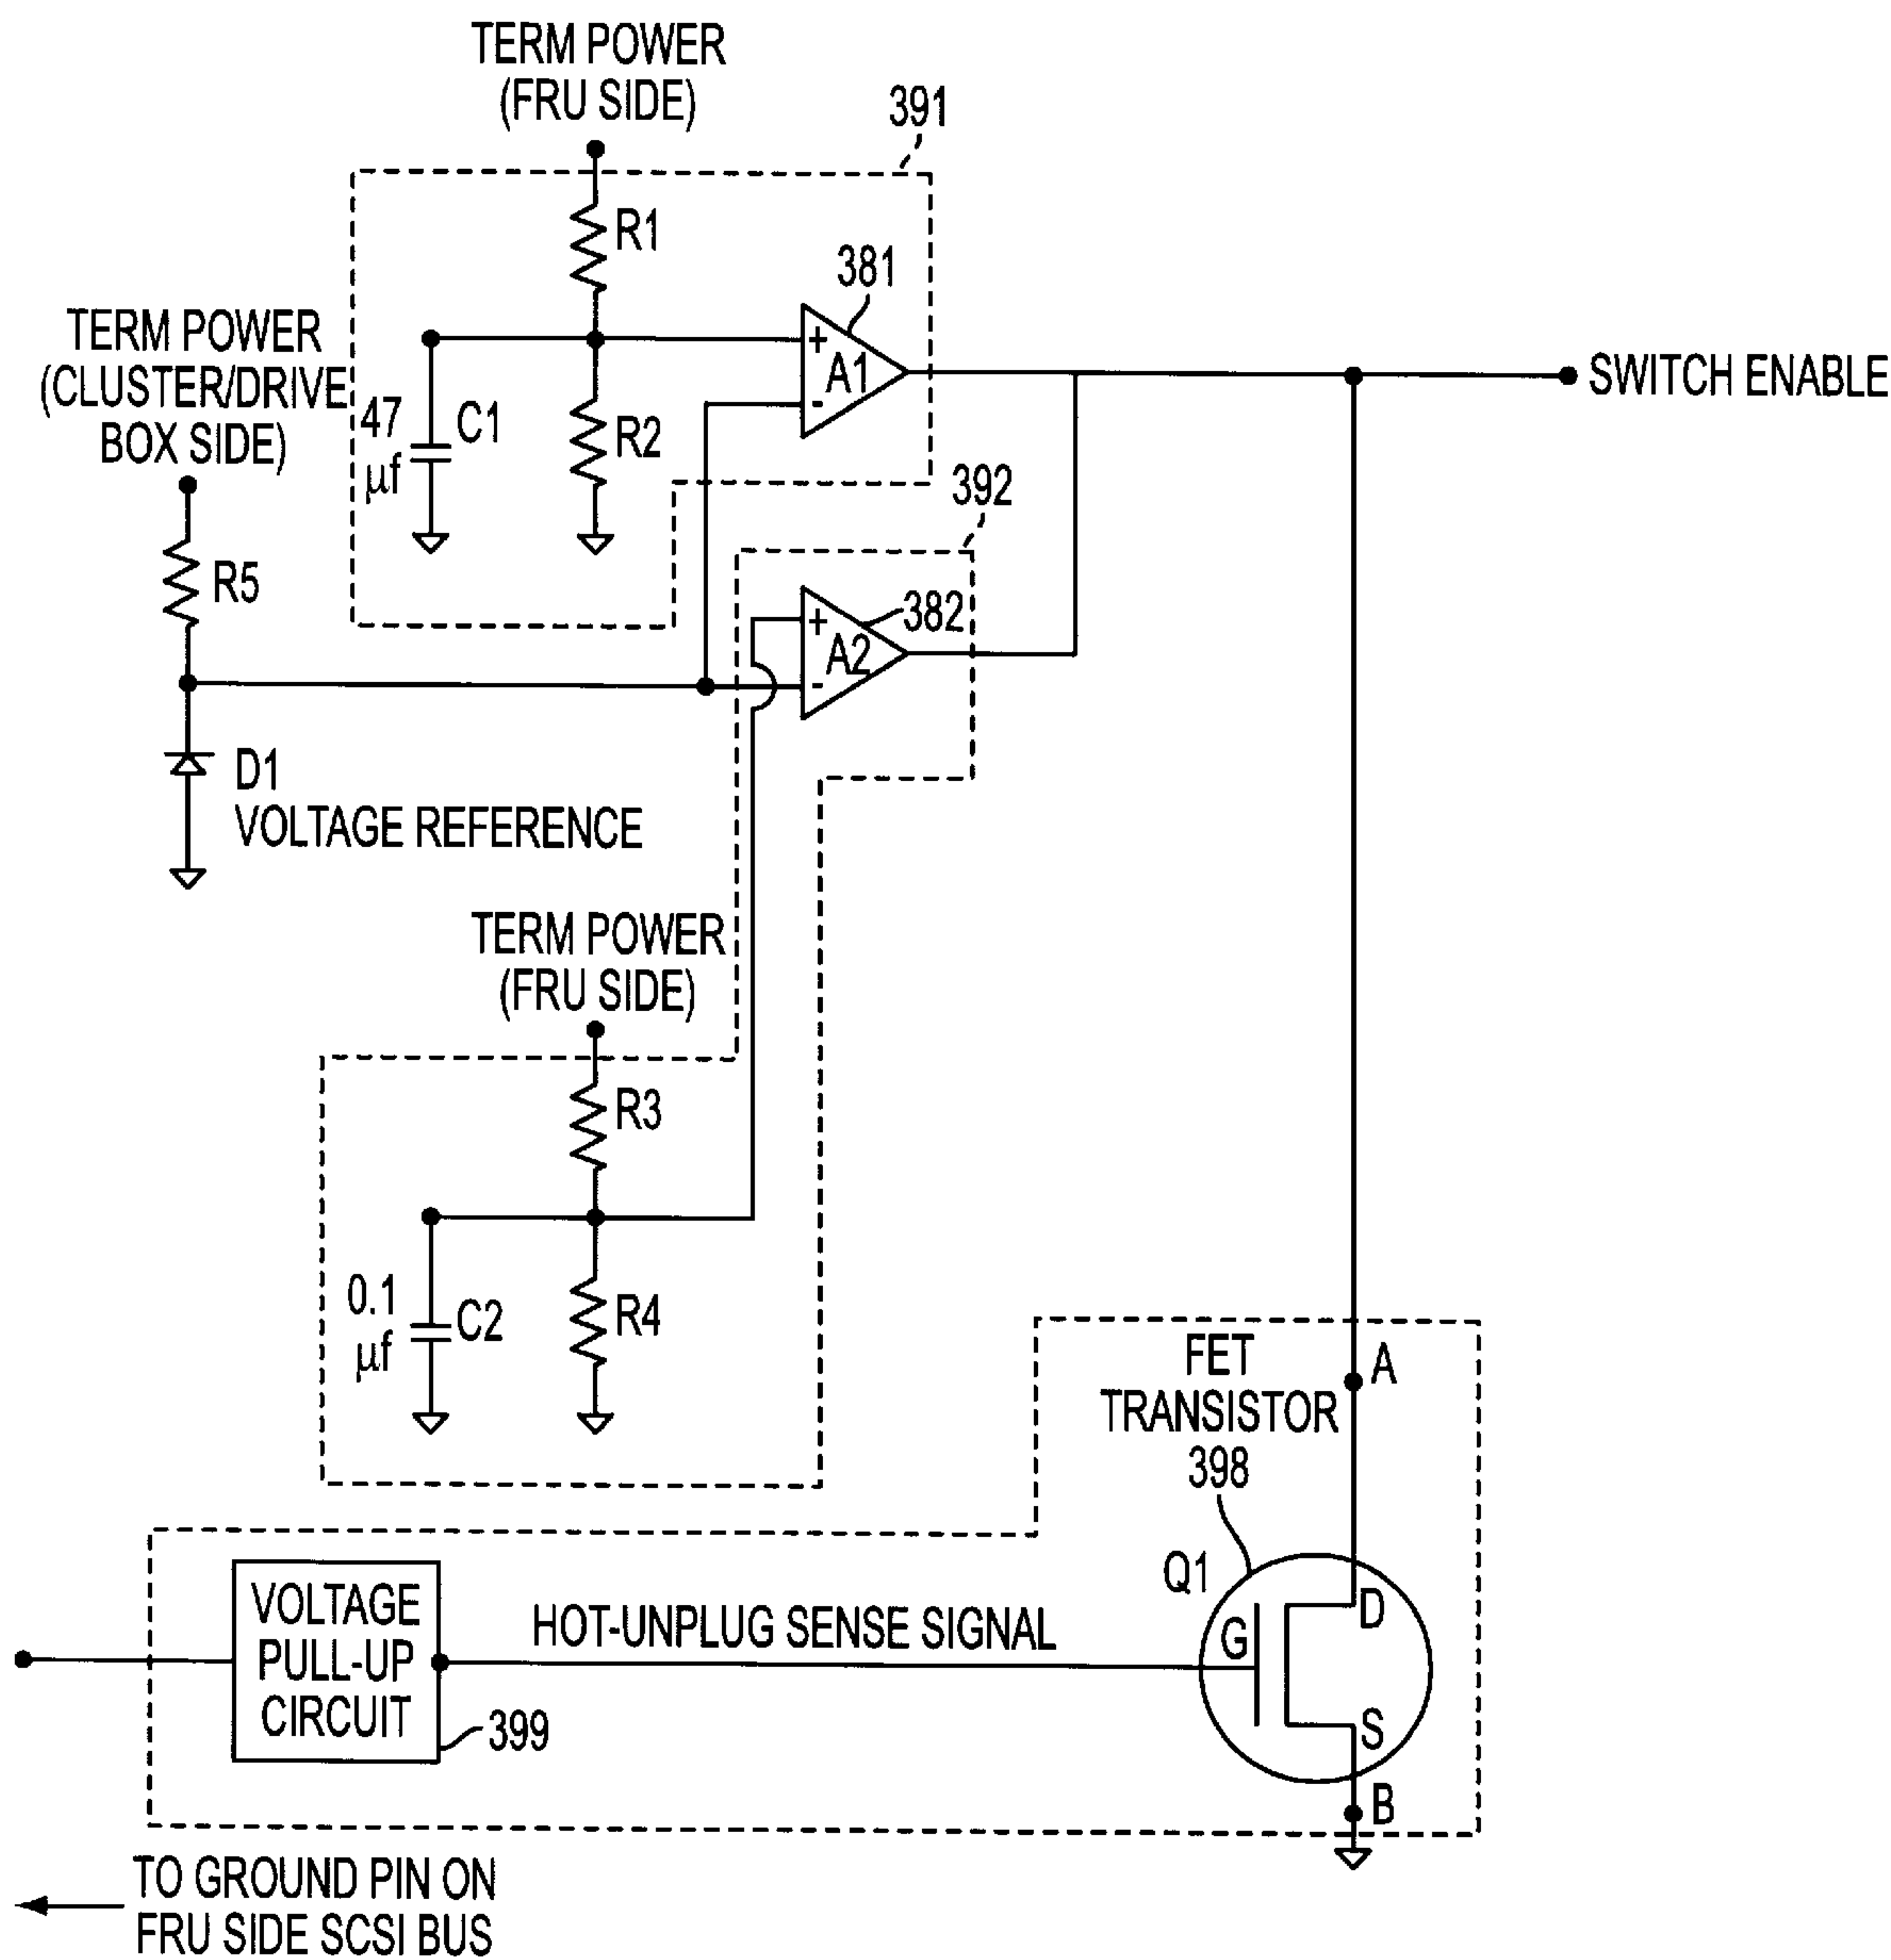 TERM POWER
(FRU SIDE)
391
R1
381
TERM POWER
(CLUSTER/DRIVE
BOX SIDE)
+
A1
-
SWITCH ENABLE
47
µf
C1
R2
392
R5
+
382
A2
-
D1
VOLTAGE REFERENCE
TERM POWER
(FRU SIDE)
R3
0.1
µf
C2
R4
FET
TRANSISTOR
398
A
Q1
VOLTAGE
PULL-UP
CIRCUIT
399
HOT-UNPLUG SENSE SIGNAL
G
D
S
B
TO GROUND PIN ON
FRU SIDE SCSI BUS